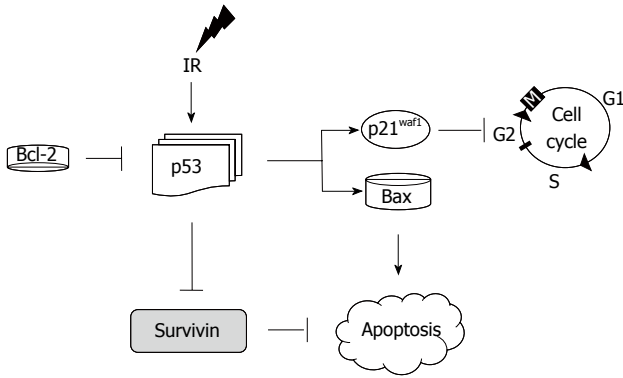 IR
Bcl-2
p53
p21waf1
Bax
M
G1
G2
Cell
cycle
S
Survivin
Apoptosis